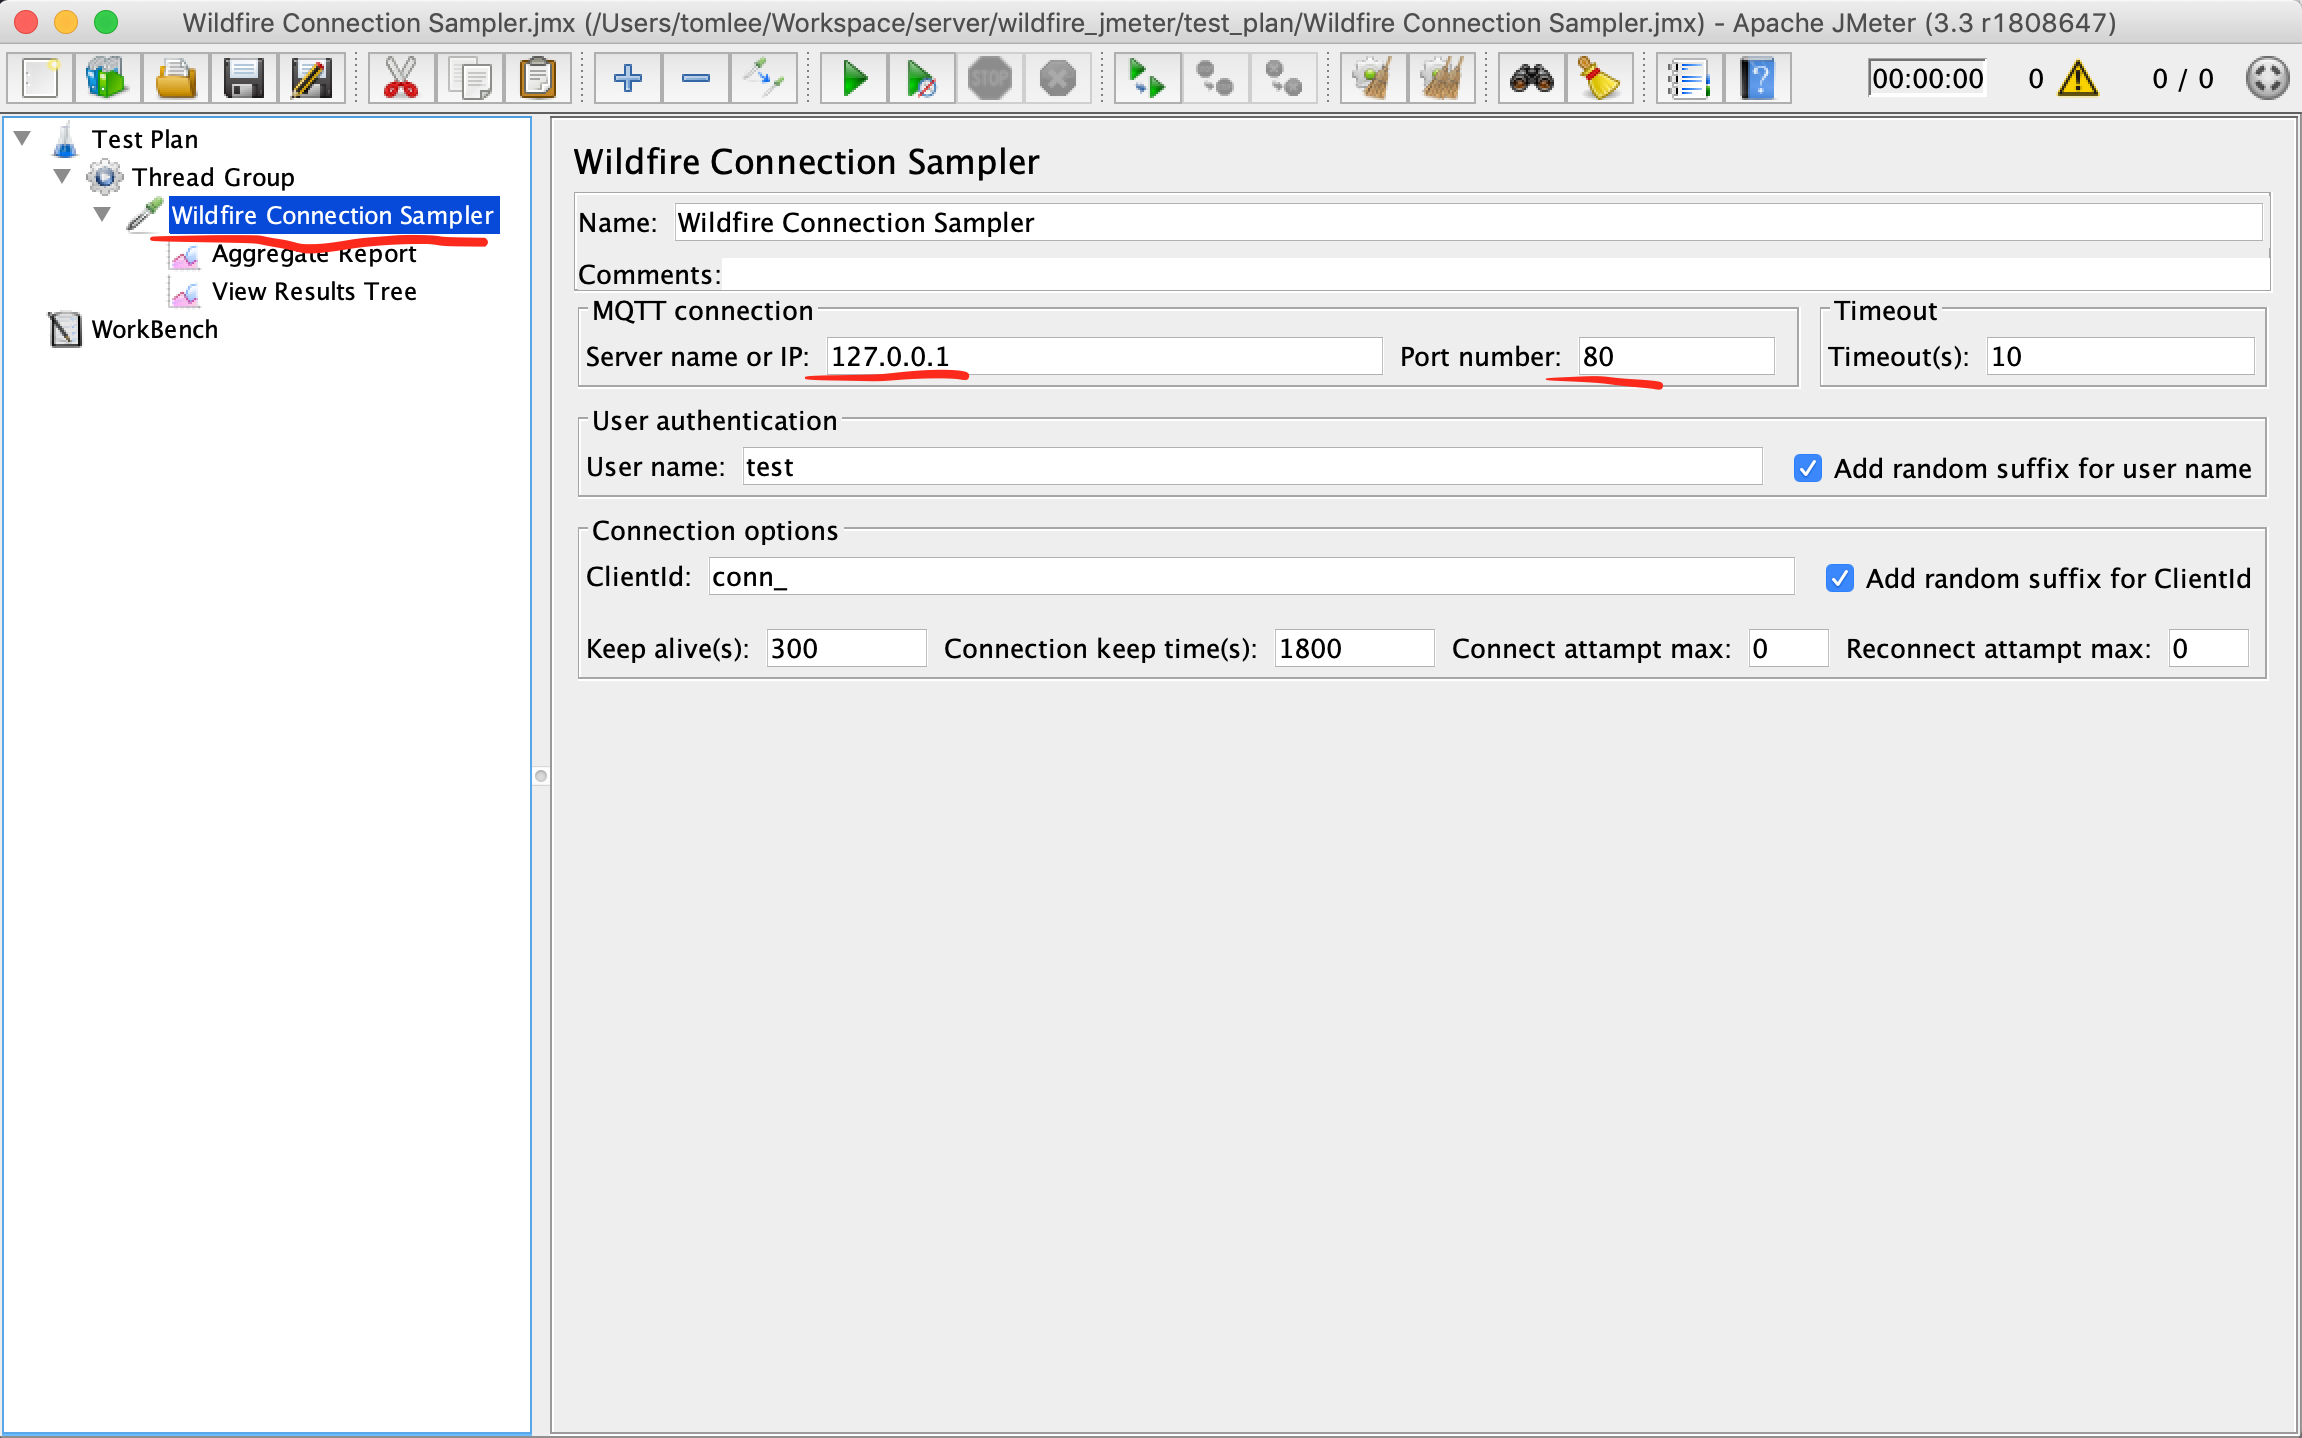 Wildfire Connection Sampler.jmx (/Users/tomlee/Workspace/server/wildfire_jmeter/test_plan/Wildfire Connection Sampler.jmx) - Apache JMeter (3.3 r1808647)
STOP
00:00:00 0 0 / 0
Test Plan
Thread Group
Wildfire Connection Sampler
Aggregate Report
View Results Tree
WorkBench
Wildfire Connection Sampler
Name: Wildfire Connection Sampler
Comments:
MQTT connection
Server name or IP: 127.0.0.1 Port number: 80
Timeout
Timeout(s): 10
User authentication
User name: test Add random suffix for user name
Connection options
ClientId: conn_ Add random suffix for ClientId
Keep alive(s): 300 Connection keep time(s): 1800 Connect attampt max: 0 Reconnect attampt max: 0